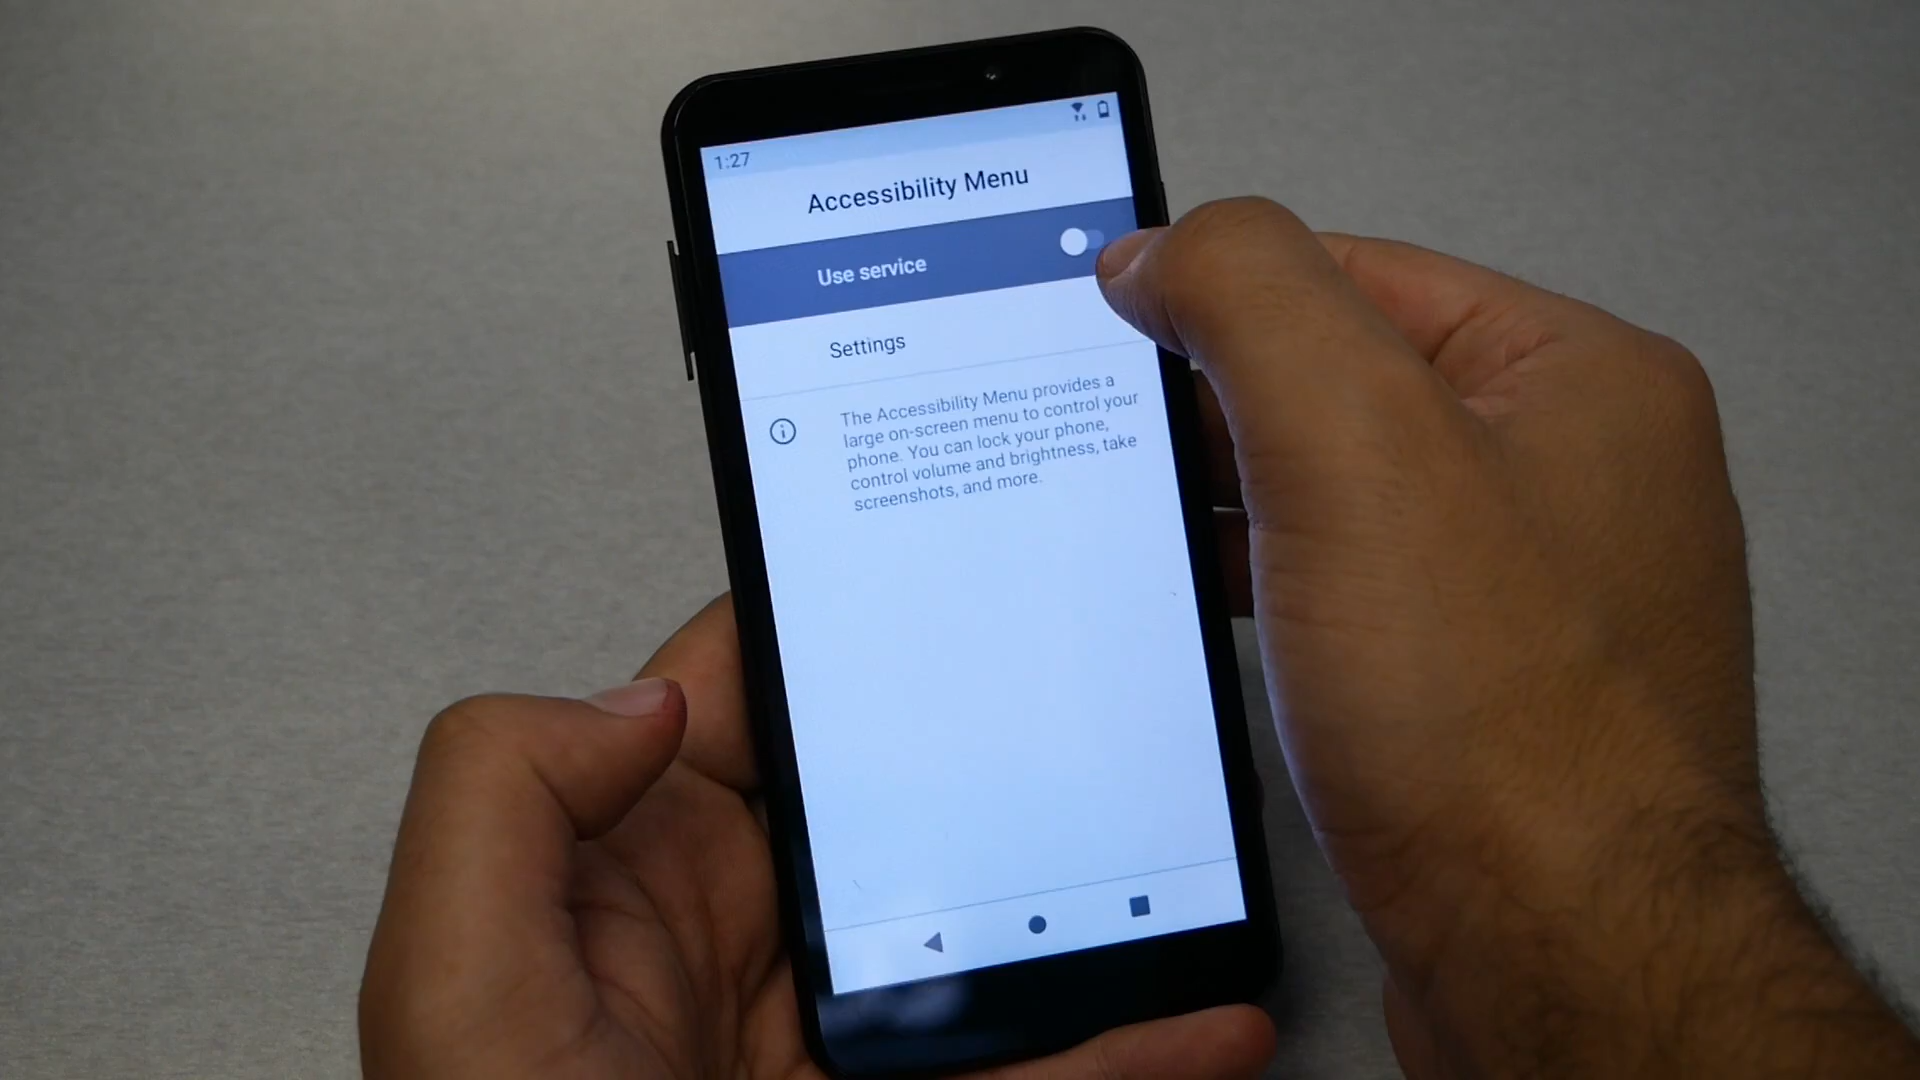 1:27
Accessibility Menu
Use service
Settings
The Accessibility Menu provides a
large on-screen menu to control your
phone. You can lock your phone,
control volume and brightness, take
screenshots, and more.